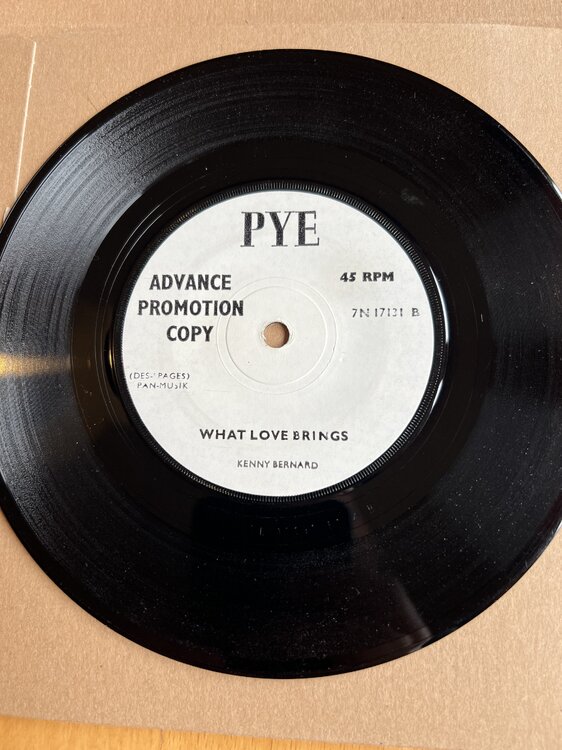 PYE
ADVANCE
PROMOTION
COPY
45 RPM
7N 17131 B
PAN-MUSIK
WHAT LOVE BRINGS
KENNY BERNARD